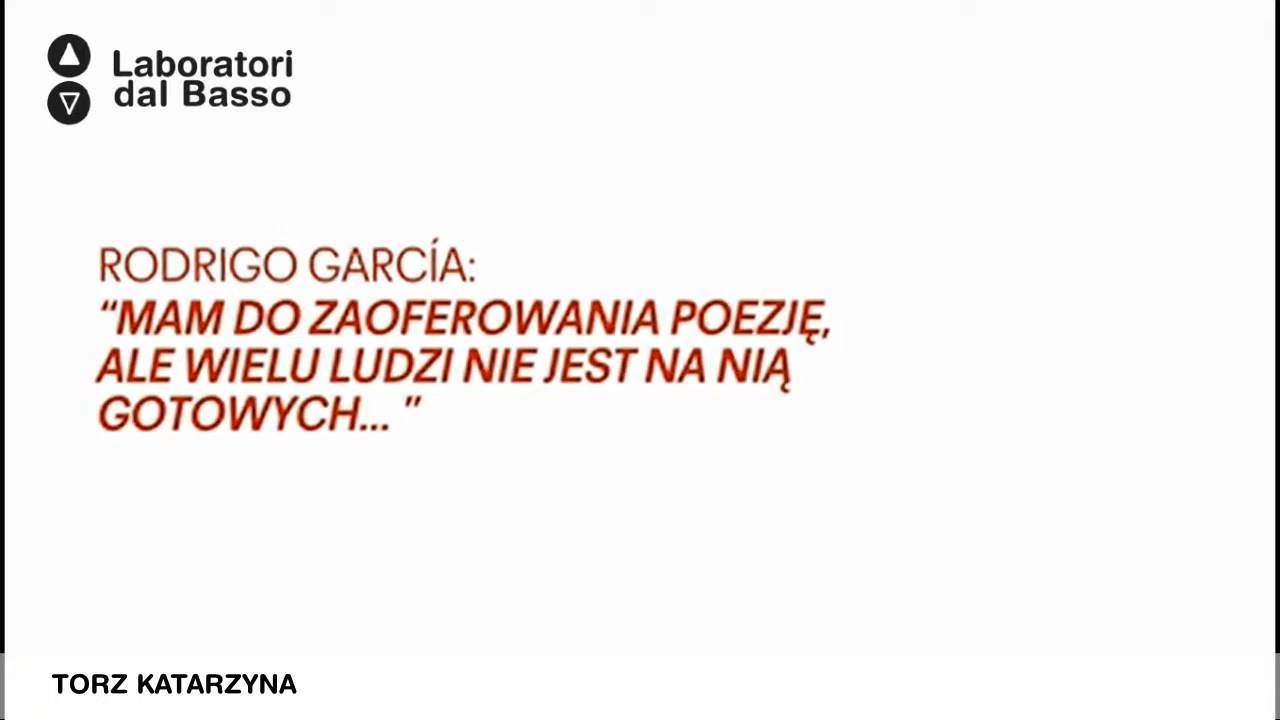 Laboratori
dal Basso
RODRIGO GARCÍA:
“MAM DO ZAOFEROWANIA POEZJĘ,
ALE WIELU LUDZI NIE JEST NA NIĄ
GOTOWYCH... ”
TORZ KATARZYNA